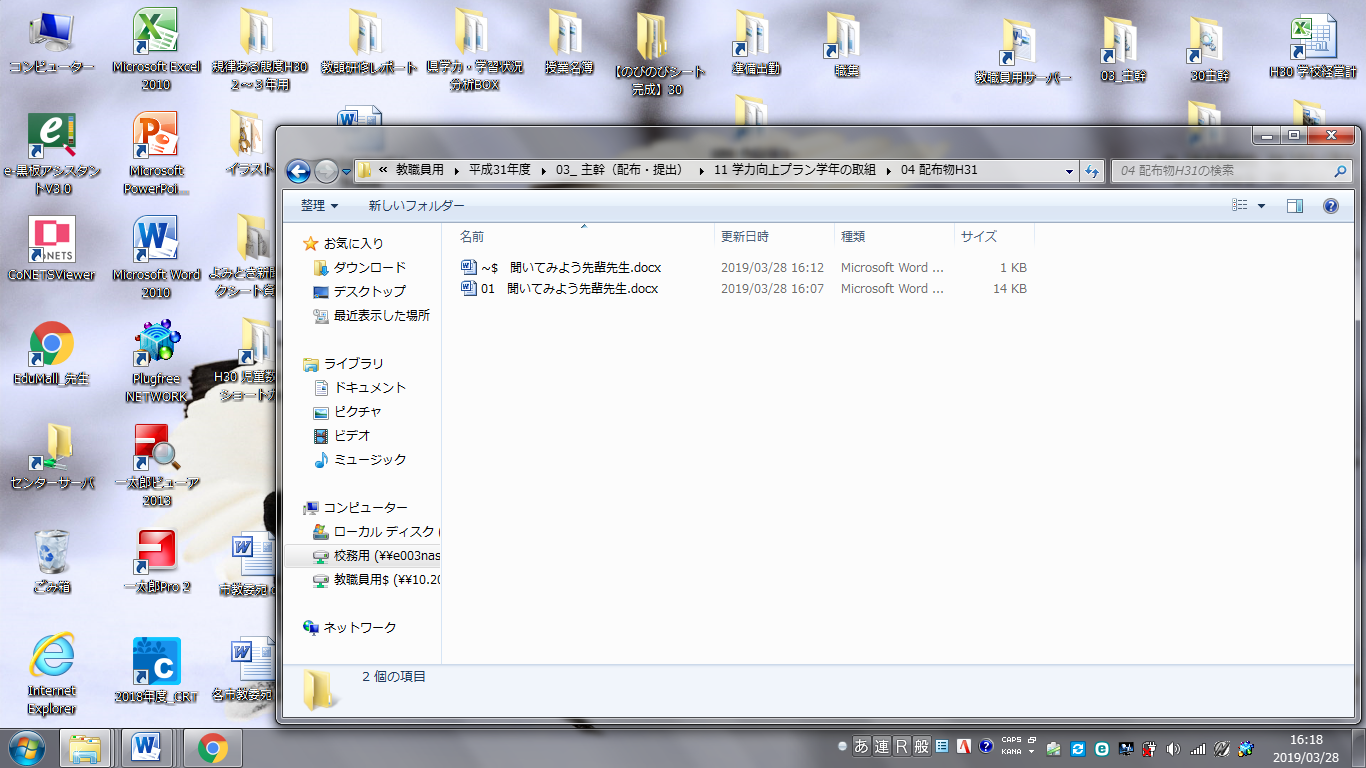 コンピューター
Microsoft Excel
2010
規律ある態度H30
2～3年用
教頭研修レポート
県学力・学習状況
分析BOX
授業名簿
【のびのびシート
完成】30
準備出勤
職集
教職員用サーバー
03_主幹
30主幹
H30 学校経営計
e-黒板アシスタン
トV3.0
Microsoft
PowerPoi...
イラスト
CoNETSViewer
Microsoft Word
2010
EduMall_先生
Plugfree
NETWORK
センターサーバ
一太郎ビューア
2013
ごみ箱
一太郎Pro 2
市教委宛
Internet
Explorer
2018年度_CRT
各市教委宛
« 教職員用 ▸ 平成31年度 ▸ 03_ 主幹（配布・提出） ▸ 11 学力向上プラン学年の取組 ▸ 04 配布物H31
04 配布物H31の検索
整理 ▼ 新しいフォルダー
名前 更新日時 種類 サイズ
~$ 聞いてみよう先輩先生.docx 2019/03/28 16:12 Microsoft Word ... 1 KB
01 聞いてみよう先輩先生.docx 2019/03/28 16:07 Microsoft Word ... 14 KB
お気に入り
ダウンロード
デスクトップ
最近表示した場所
ライブラリ
ドキュメント
ピクチャ
ビデオ
ミュージック
コンピューター
ローカル ディスク (
校務用 (¥¥e003nas
教職員用$ (¥¥10.20
ネットワーク
2 個の項目
あ 連 R 般
CAPS
KANA
16:18
2019/03/28